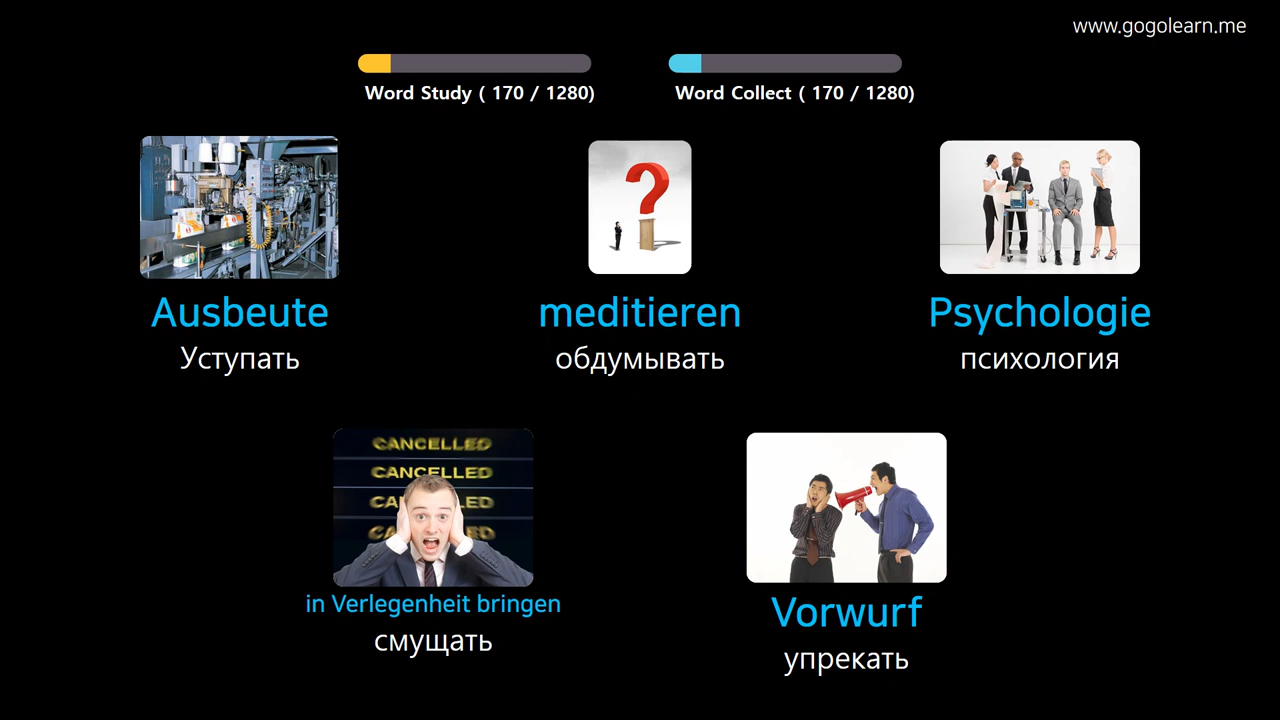 www.gogolearn.me
Word Study ( 170 / 1280)
Word Collect ( 170 / 1280)
Ausbeute
Уступать
meditieren
обдумывать
Psychologie
психология
CANCELLED
CANCELLED
in Verlegenheit bringen
смущать
Vorwurf
упрекать